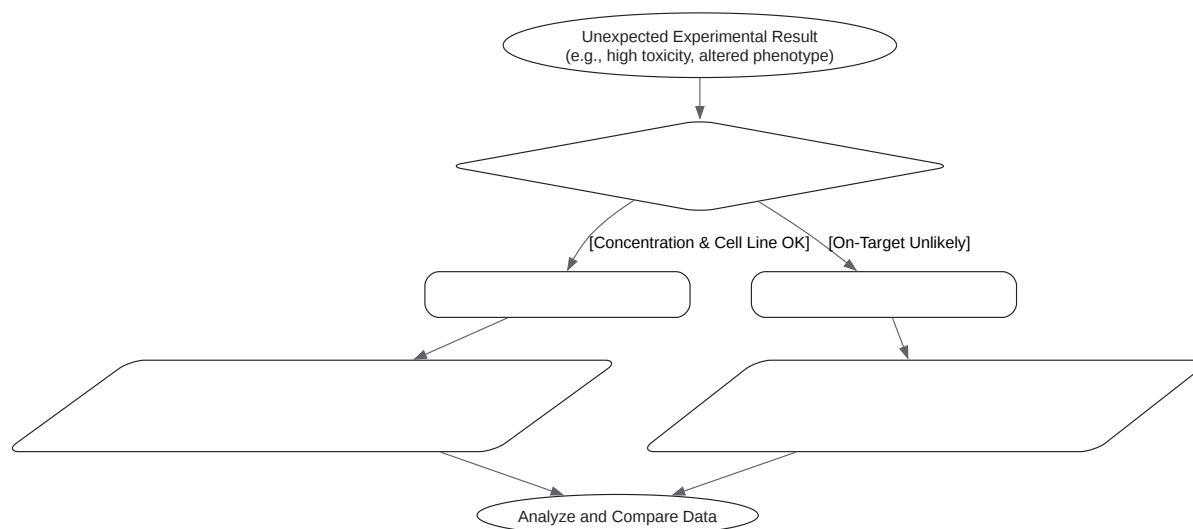 Unexpected Experimental Result
(e.g., high toxicity, altered phenotype)
[Concentration & Cell Line OK]
[On-Target Unlikely]
Analyze and Compare Data